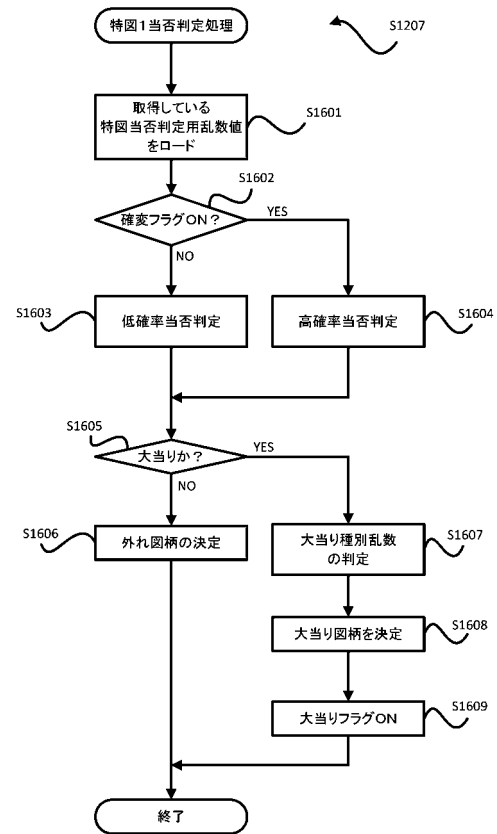 特図1当否判定処理
S1207
取得している
特図当否判定用乱数値
をロード
S1601
S1602
確変フラグON?
YES
NO
S1603
低確率当否判定
高確率当否判定
S1604
S1605
大当りか?
YES
NO
S1606
外れ図柄の決定
大当り種別乱数
の判定
S1607
大当り図柄を決定
S1608
大当りフラグON
S1609
終了